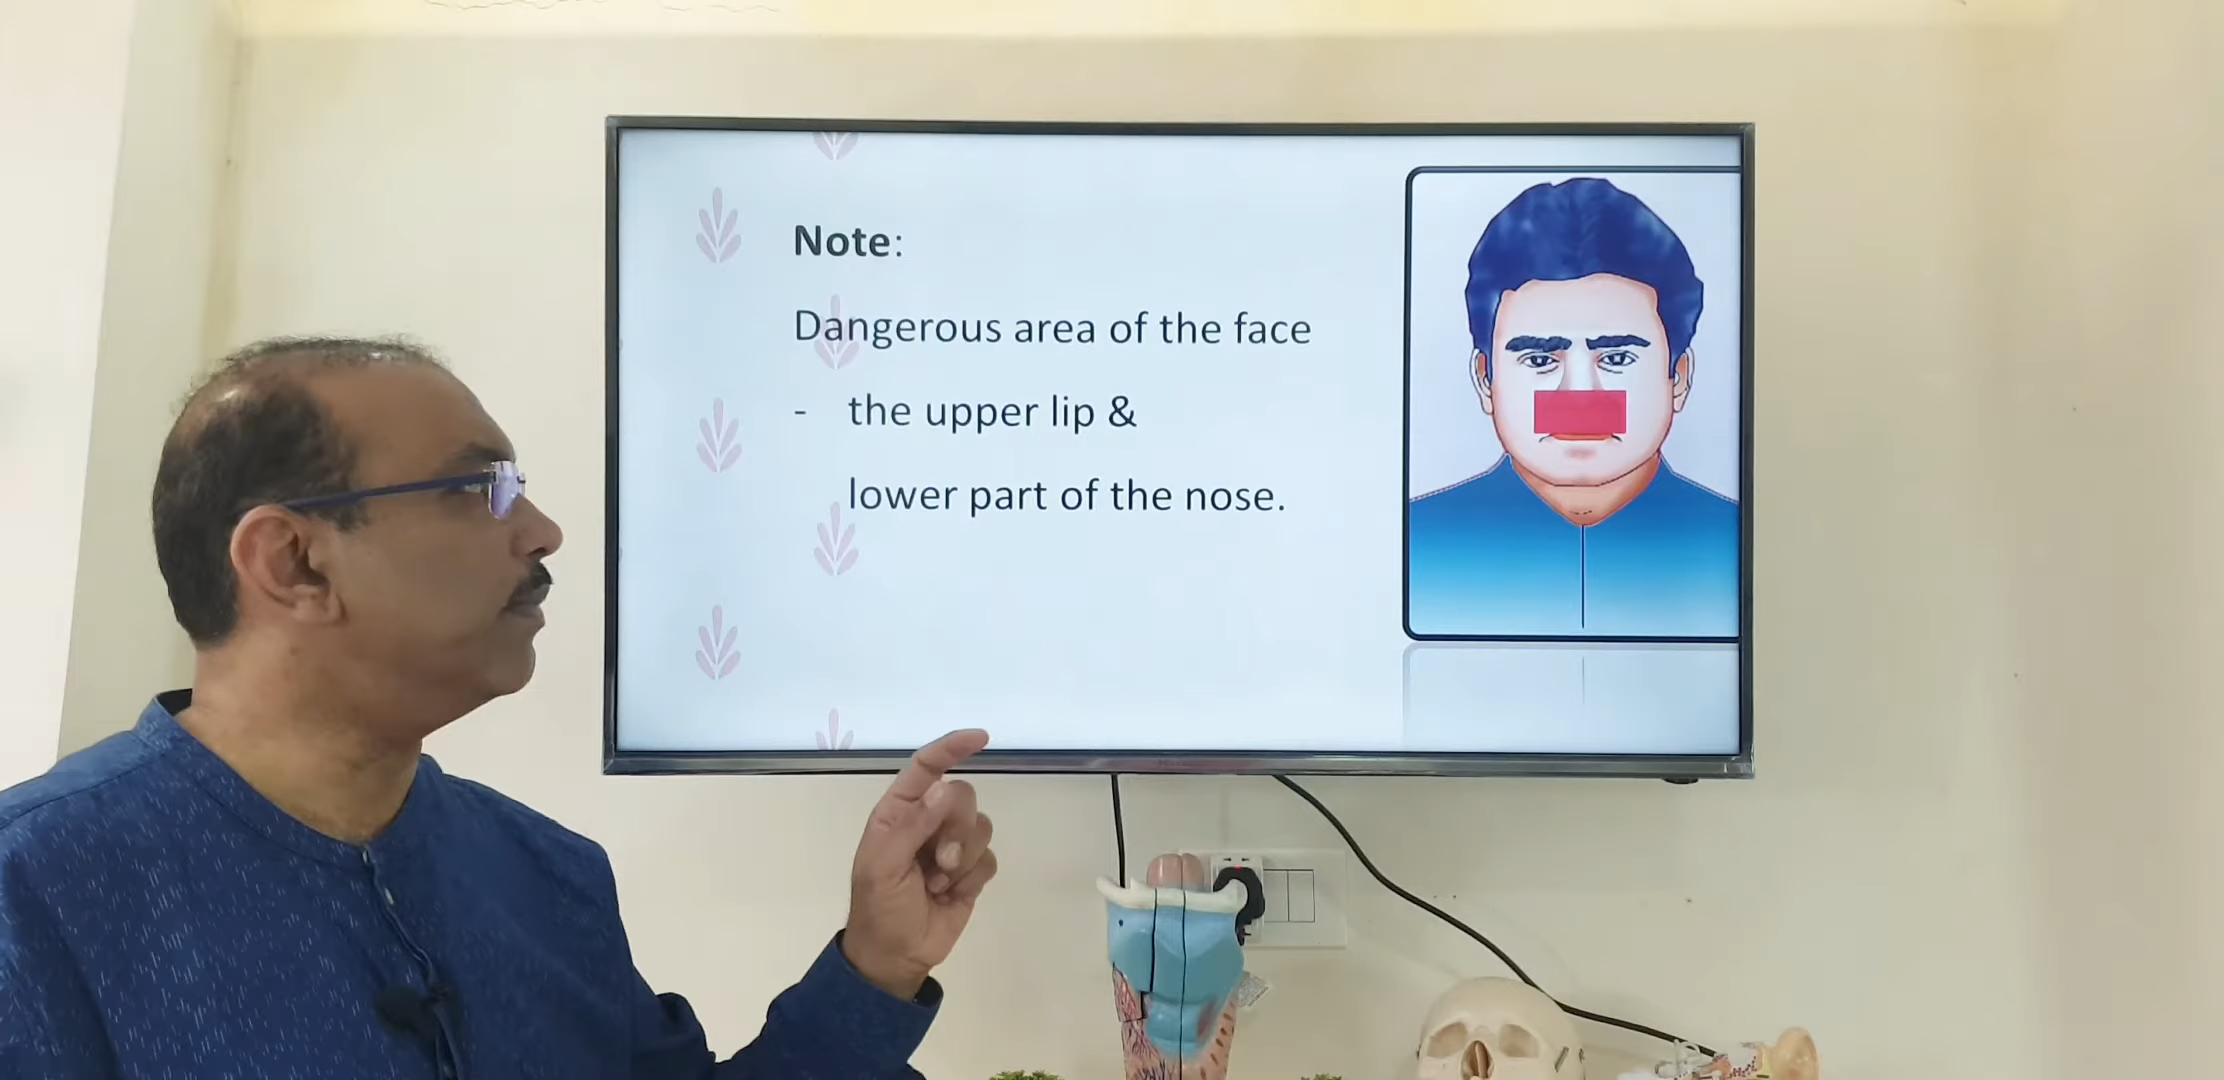 Note:
Dangerous area of the face
- the upper lip &
lower part of the nose.